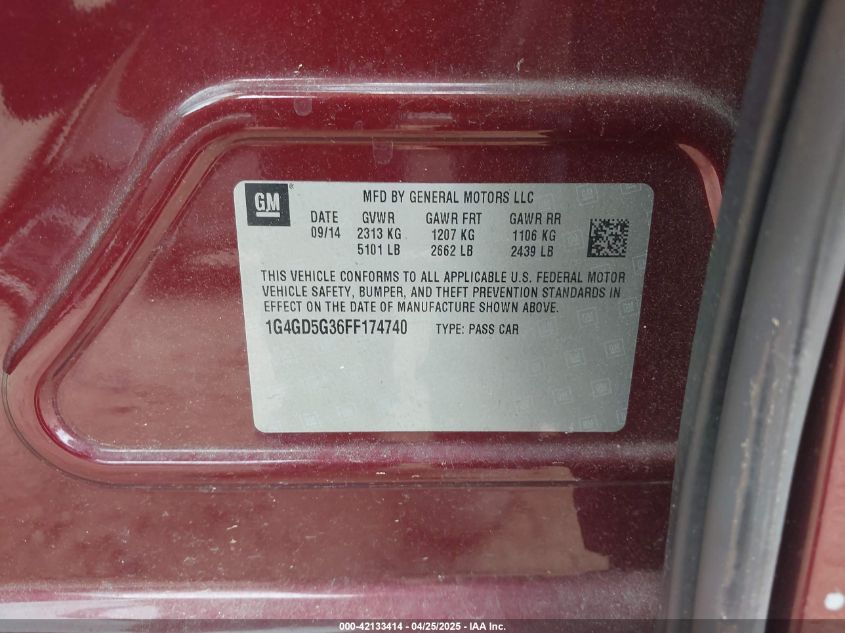 GM ®
MFD BY GENERAL MOTORS LLC
DATE GVWR GAWR FRT GAWR RR
09/14 2313 KG 1207 KG 1106 KG
5101 LB 2662 LB 2439 LB
THIS VEHICLE CONFORMS TO ALL APPLICABLE U.S. FEDERAL MOTOR
VEHICLE SAFETY, BUMPER, AND THEFT PREVENTION STANDARDS IN
EFFECT ON THE DATE OF MANUFACTURE SHOWN ABOVE.
1G4GD5G36FF174740 TYPE: PASS CAR
000-42133414 - 04/25/2025 - IAA Inc.